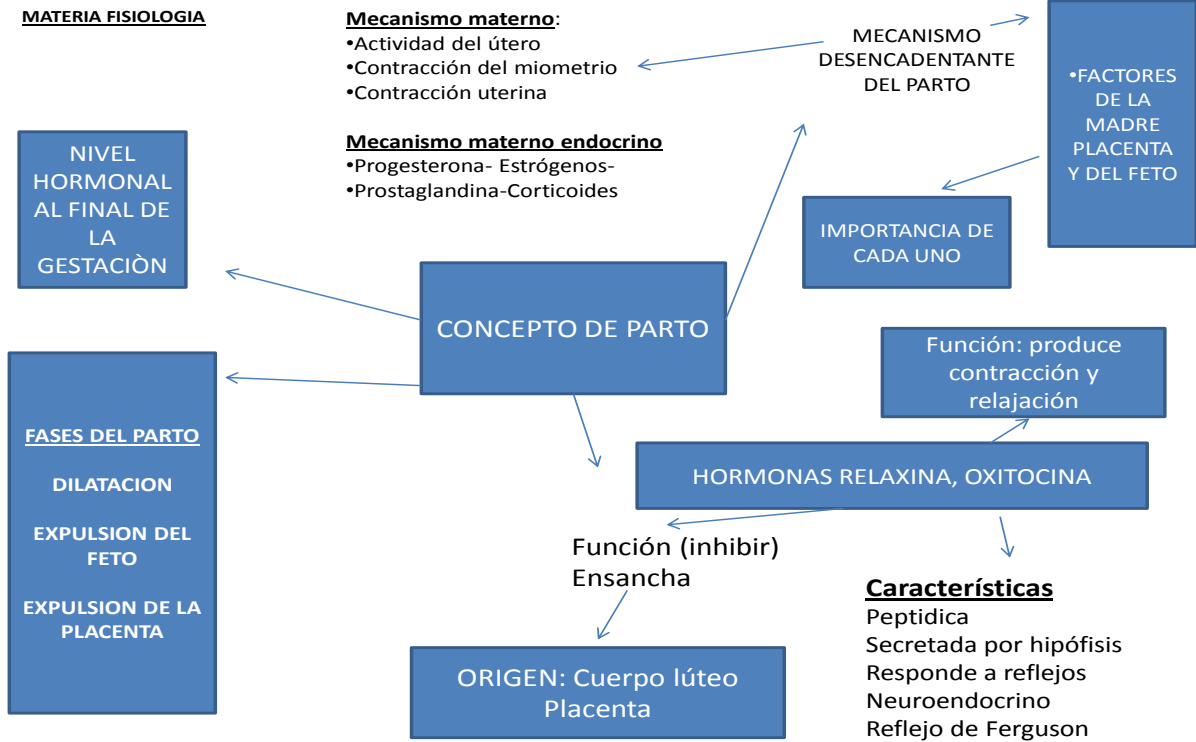 MATERIA FISIOLOGIA
Mecanismo materno:
•Actividad del útero
•Contracción del miometrio
•Contracción uterina
Mecanismo materno endocrino
•Progesterona- Estrógenos-
•Prostaglandina-Corticoides
MECANISMO
DESENCADENTANTE
DEL PARTO
•FACTORES
DE LA
MADRE
PLACENTA
Y DEL FETO
NIVEL
HORMONAL
AL FINAL DE
LA
GESTACIÒN
IMPORTANCIA DE
CADA UNO
CONCEPTO DE PARTO
Función: produce
contracción y
relajación
FASES DEL PARTO
DILATACION
EXPULSION DEL
FETO
EXPULSION DE LA
PLACENTA
HORMONAS RELAXINA, OXITOCINA
Función (inhibir)
Ensancha
ORIGEN: Cuerpo lúteo
Placenta
Características
Peptidica
Secretada por hipófisis
Responde a reflejos
Neuroendocrino
Reflejo de Ferguson